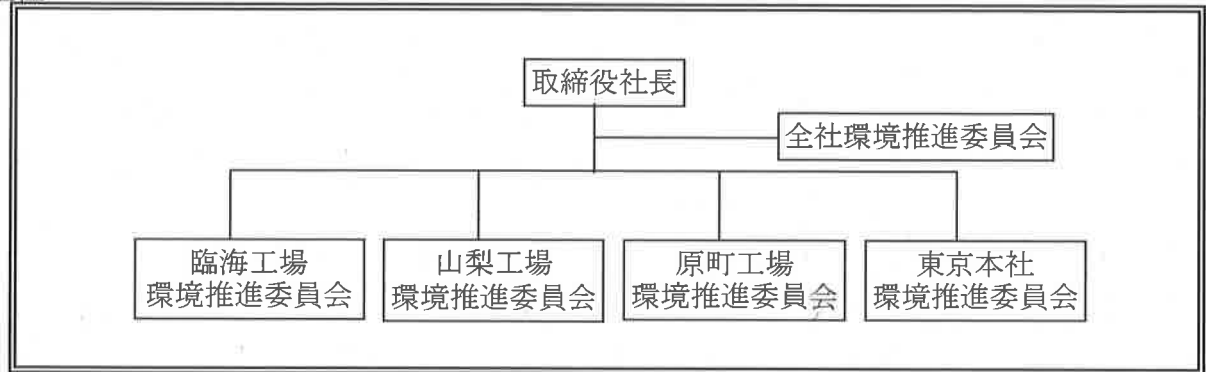 取締役社長
全社環境推進委員会
臨海工場
環境推進委員会
山梨工場
環境推進委員会
原町工場
環境推進委員会
東京本社
環境推進委員会